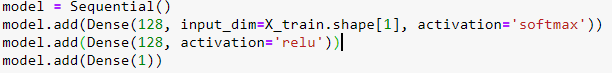 model = Sequential()
model.add(Dense(128, input_dim=X_train.shape[1], activation='softmax'))
model.add(Dense(128, activation='relu'))
model.add(Dense(1))